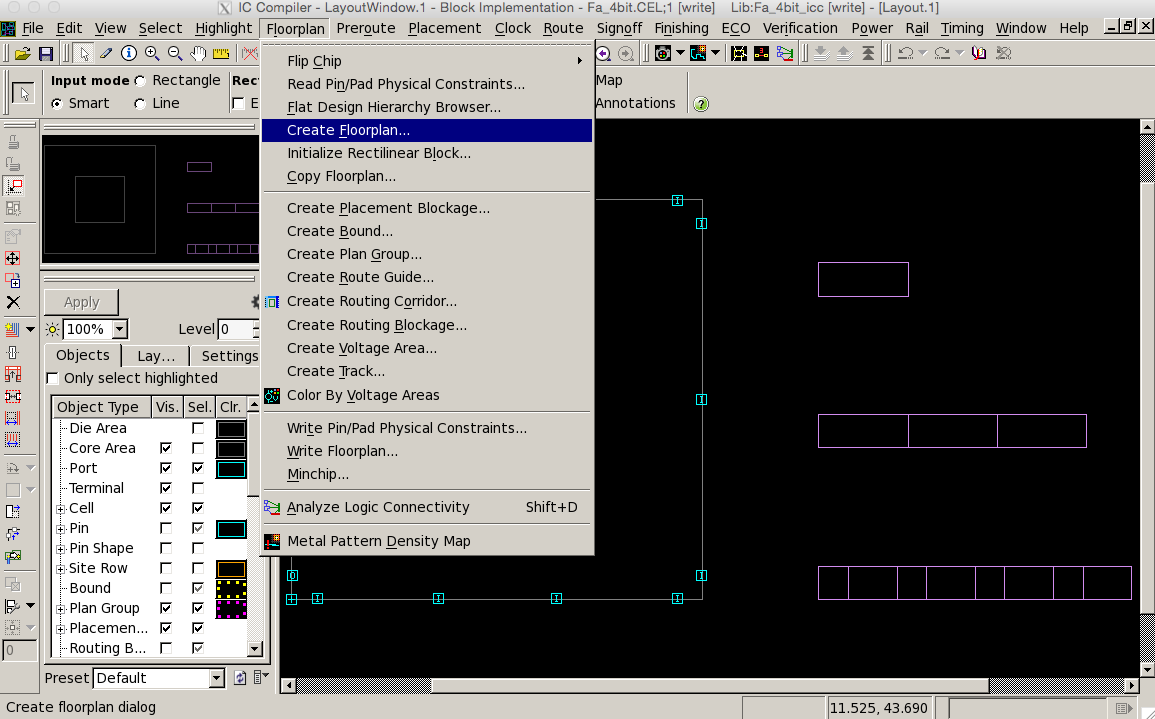 IC Compiler - LayoutWindow.1 - Block Implementation - Fa_4bit.CEL;1 [write]    Lib:Fa_4bit_icc [write] - [Layout.1]
File Edit View Select Highlight Floorplan Preroute Placement Clock Route Signoff Finishing ECO Verification Power Rail Timing Window Help
Input mode Rectangle Rec
Smart Line E
Map
Annotations
Flip Chip
Read Pin/Pad Physical Constraints...
Flat Design Hierarchy Browser...
Create Floorplan...
Initialize Rectilinear Block...
Copy Floorplan...
Create Placement Blockage...
Create Bound...
Create Plan Group...
Create Route Guide...
Create Routing Corridor...
Create Routing Blockage...
Create Voltage Area...
Create Track...
Color By Voltage Areas
Write Pin/Pad Physical Constraints...
Write Floorplan...
Minchip...
Analyze Logic Connectivity Shift+D
Metal Pattern Density Map
Apply
100% Level 0
Objects Lay... Settings
Only select highlighted
Object Type Vis. Sel. Clr.
Die Area
Core Area
Port
Terminal
Cell
Pin
Pin Shape
Site Row
Bound
Plan Group
Placemen...
Routing B...
0
Preset Default
I
I
I
I
O
I
I
I
I
Create floorplan dialog
11.525, 43.690